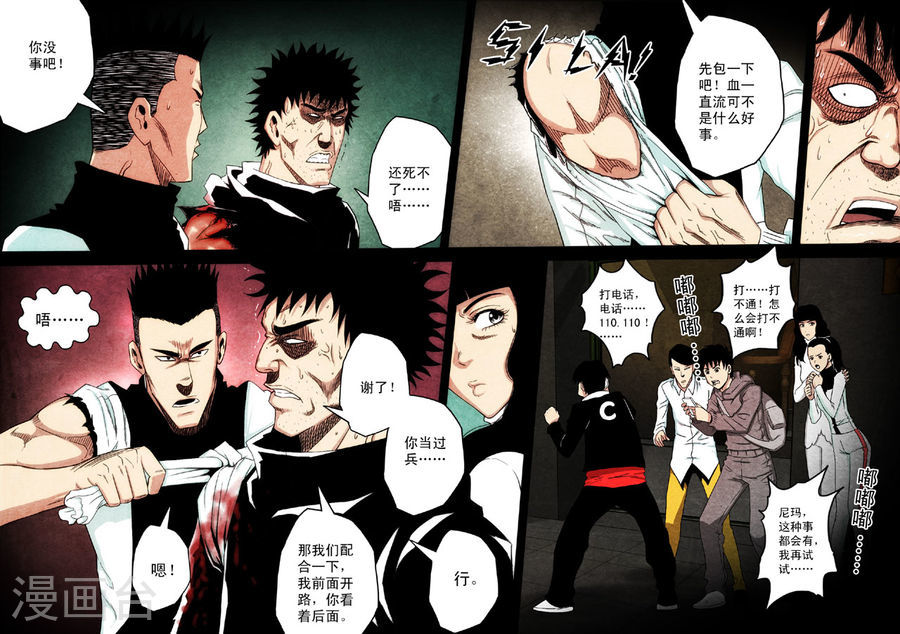 你没
事吧！
还死不
了……
唔……
SI LA!
先包一下
吧！血一
直流可不
是什么好
事。
唔……
谢了！
你当过
兵……
嗯！
那我们配
合一下，
我前面开
路，你看
着后面。
行。
打电话，
电话……
110.110！
……
嘟嘟嘟……
打……打
不通！怎
么会打不
通啊！
C
嘟嘟嘟……
尼玛，
这种事
都会有，
我再试
试……
漫画台